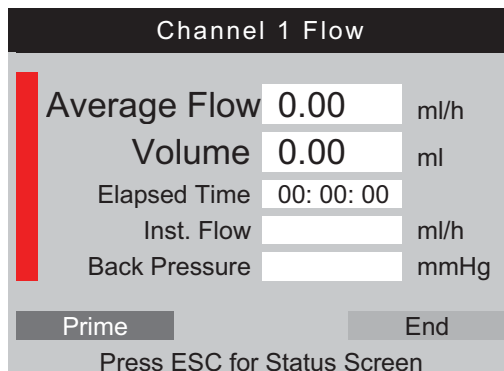 Channel 1 Flow
Average Flow 0.00 ml/h
Volume 0.00 ml
Elapsed Time 00: 00: 00
Inst. Flow ml/h
Back Pressure mmHg
Prime End
Press ESC for Status Screen